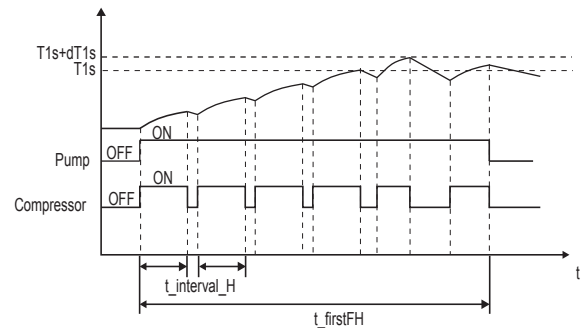 T1s+dT1s
T1s
ON
Pump
OFF
ON
Compressor
OFF
t
t_interval_H
t_firstFH